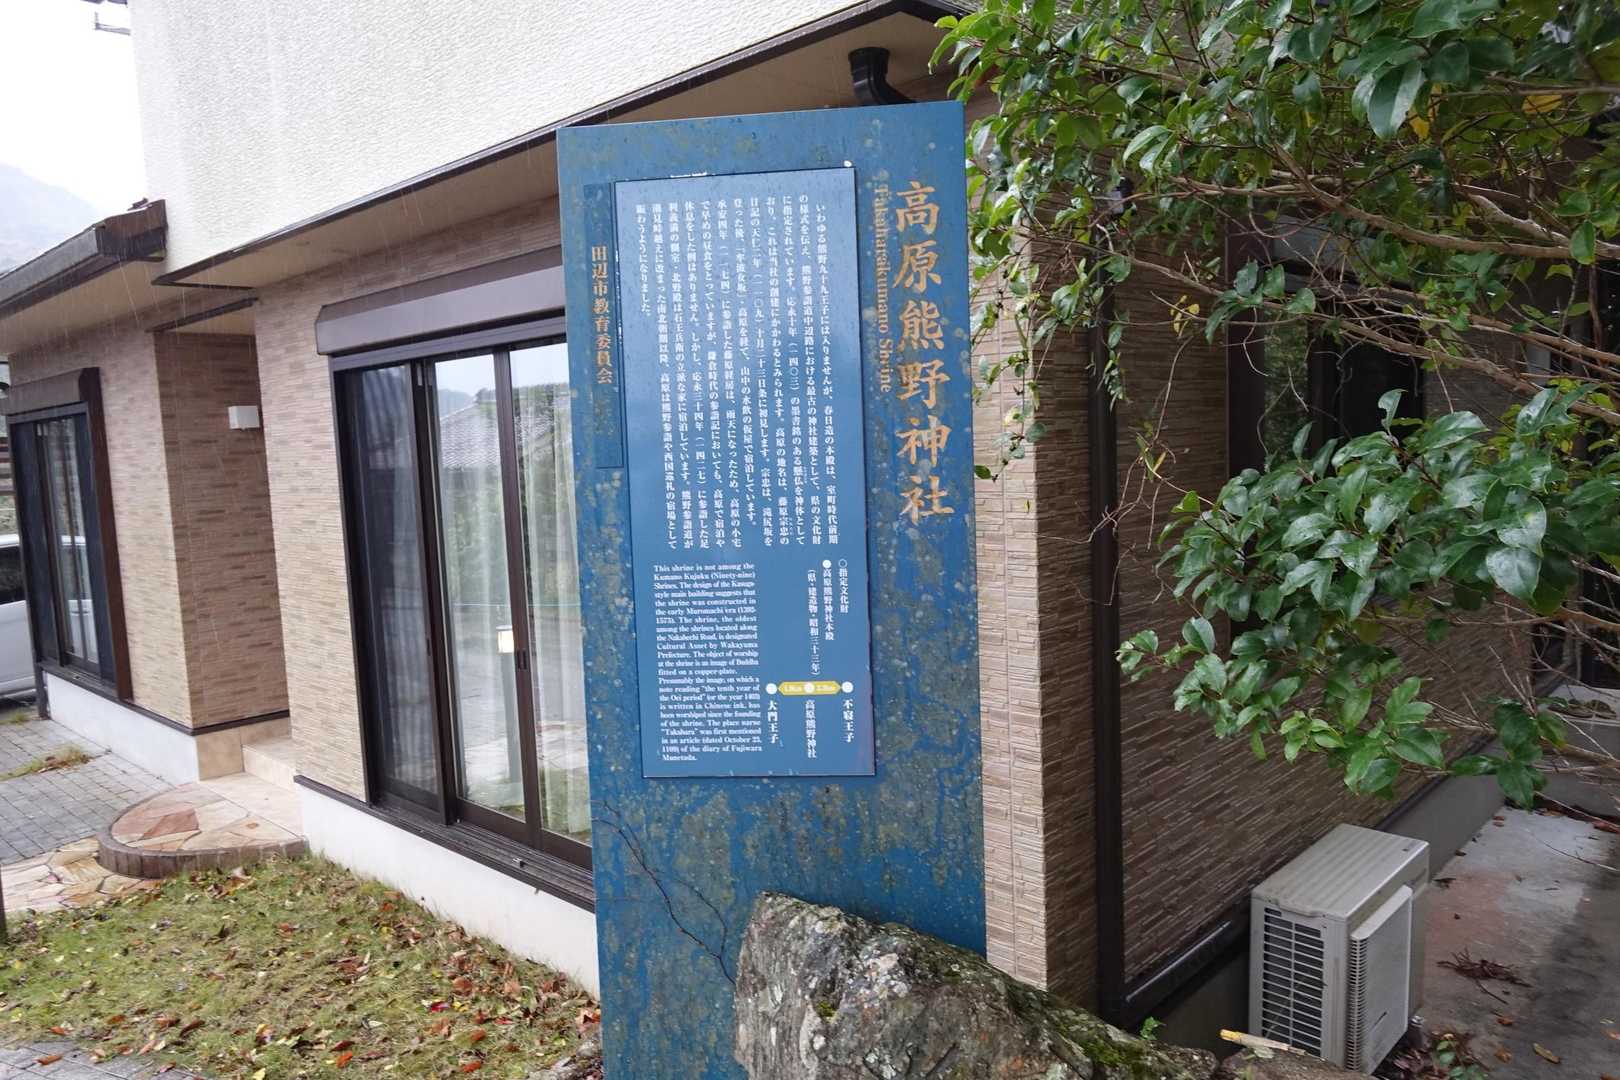 高原熊野神社
Takaharakumano Shrine
いわゆる熊野九十九王子には入りませんが、春日造の本殿は、室町時代前期
の様式を伝え、熊野参詣道中辺路における最古の神社建築として、県の文化財
に指定されています。応永十年(一四〇三)の墨書銘のある懸仏を神体として
おり、これは当社の創建にかかわるとみられます。高原の地名は、藤原宗忠の
日記の天仁二年(一一〇九)十月二十三日条に初見します。宗忠は、滝尻坂を
登った後、「牢波女坂」・高原を経て、山中の水飲の仮屋で宿泊しています。
承安四年(一一七四)に参詣した藤原経房は、雨天になったため、高原の小宅
で早めの昼食をとっていますが、鎌倉時代の参詣記においても、高原で宿泊や
休息をした例はありません。しかし、応永三十四年(一四二七)に参詣した足
利義満の側室・北野殿は石王兵衛の立派な家に宿泊しています。熊野参詣道が
潮見峠越えに改まった南北朝期以降、高原は熊野参詣や西国巡礼の宿場として
賑わうようになりました。
○指定文化財
●高原熊野神社本殿
(県・建造物・昭和三十三年)
This shrine is not among the
Kumano Kujuku (Ninety-nine)
Shrines. The design of the Kasuga-
style main building suggests that
the shrine was constructed in
the early Muromachi era (1392-
1573). The shrine, the oldest
among the shrines located along
the Nakahechi Road, is designated
Cultural Asset by Wakayama
Prefecture. The object of worship
at the shrine is an image of Buddha
fitted on a copper-plate.
Presumably the image, on which a
note reading "the tenth year of
the Oei period" (or the year 1403)
is written in Chinese ink, has
been worshiped since the founding
of the shrine. The place name
"Takahara" was first mentioned
in an article (dated October 23,
1109) of the diary of Fujiwara
Munetada.
不寝王子
高原熊野神社
大門王子
田辺市教育委員会